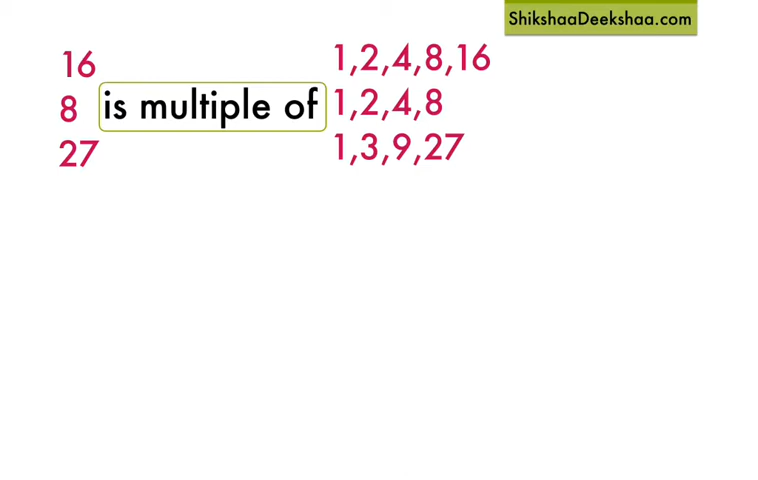 ShikshaaDeekshaa.com
16 1,2,4,8,16
8 is multiple of 1,2,4,8
27 1,3,9,27